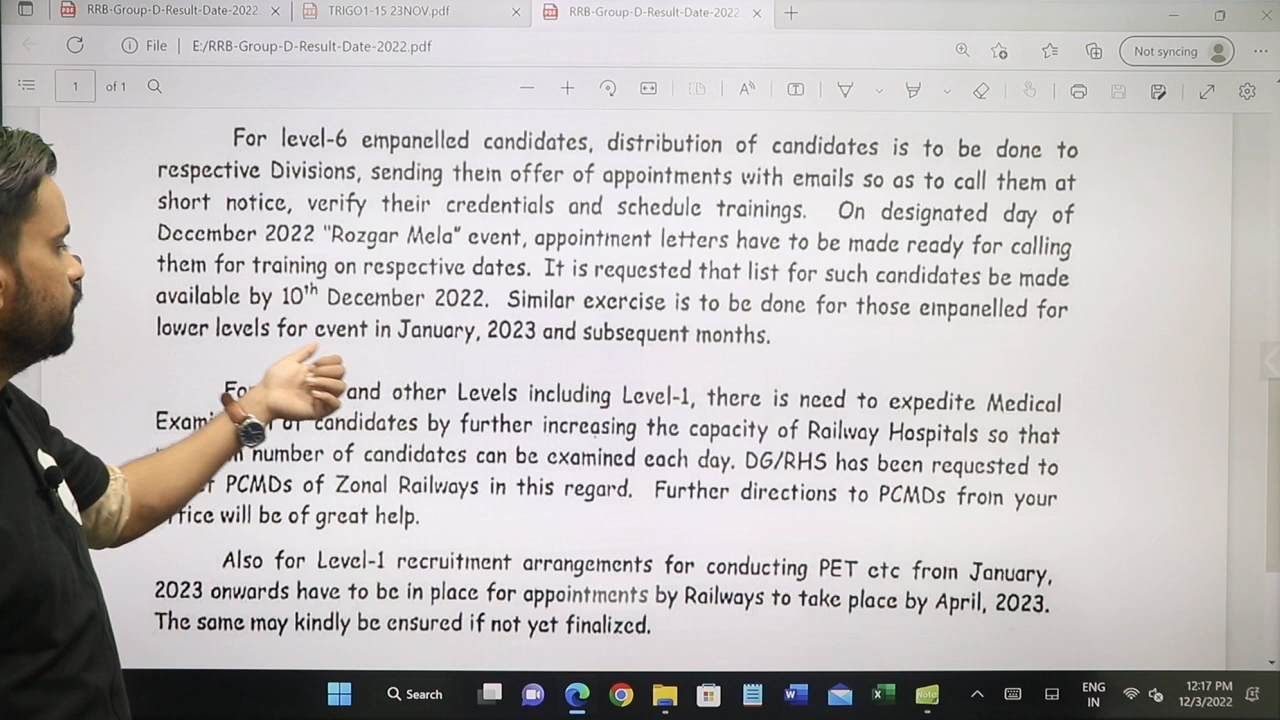 RRB-Group-D-Result-Date-2022
TRIGO1-15 23NOV.pdf
RRB-Group-D-Result-Date-2022
File E:/RRB-Group-D-Result-Date-2022.pdf
Not syncing
1 of 1
For level-6 empanelled candidates, distribution of candidates is to be done to
respective Divisions, sending them offer of appointments with emails so as to call them at
short notice, verify their credentials and schedule trainings. On designated day of
December 2022 "Rozgar Mela" event, appointment letters have to be made ready for calling
them for training on respective dates. It is requested that list for such candidates be made
available by 10th December 2022. Similar exercise is to be done for those empanelled for
lower levels for event in January, 2023 and subsequent months.
and other Levels including Level-1, there is need to expedite Medical
candidates by further increasing the capacity of Railway Hospitals so that
number of candidates can be examined each day. DG/RHS has been requested to
PCMDs of Zonal Railways in this regard. Further directions to PCMDs from your
will be of great help.
Also for Level-1 recruitment arrangements for conducting PET etc from January,
2023 onwards have to be in place for appointments by Railways to take place by April, 2023.
The same may kindly be ensured if not yet finalized.
Search
ENG
IN
12:17 PM
12/3/2022